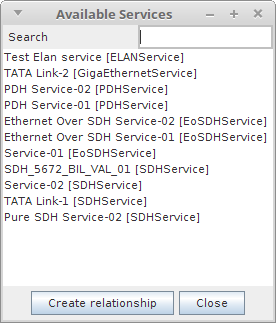 Available Services
Search
Test Elan service [ELANService]
TATA Link-2 [GigaEthernetService]
PDH Service-02 [PDHService]
PDH Service-01 [PDHService]
Ethernet Over SDH Service-02 [EoSDHService]
Ethernet Over SDH Service-01 [EoSDHService]
Service-01 [EoSDHService]
SDH_5672_BIL_VAL_01 [SDHService]
Service-02 [SDHService]
TATA Link-1 [SDHService]
Pure SDH Service-02 [SDHService]
Create relationship Close